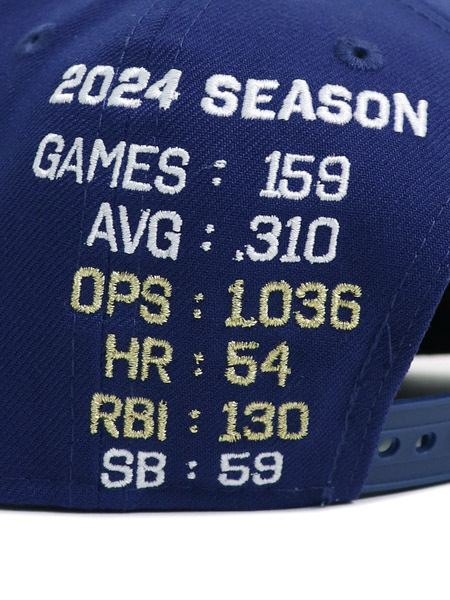 2024 SEASON
GAMES : 159
AVG : .310
OPS : 1.036
HR : 54
RBI : 130
SB : 59